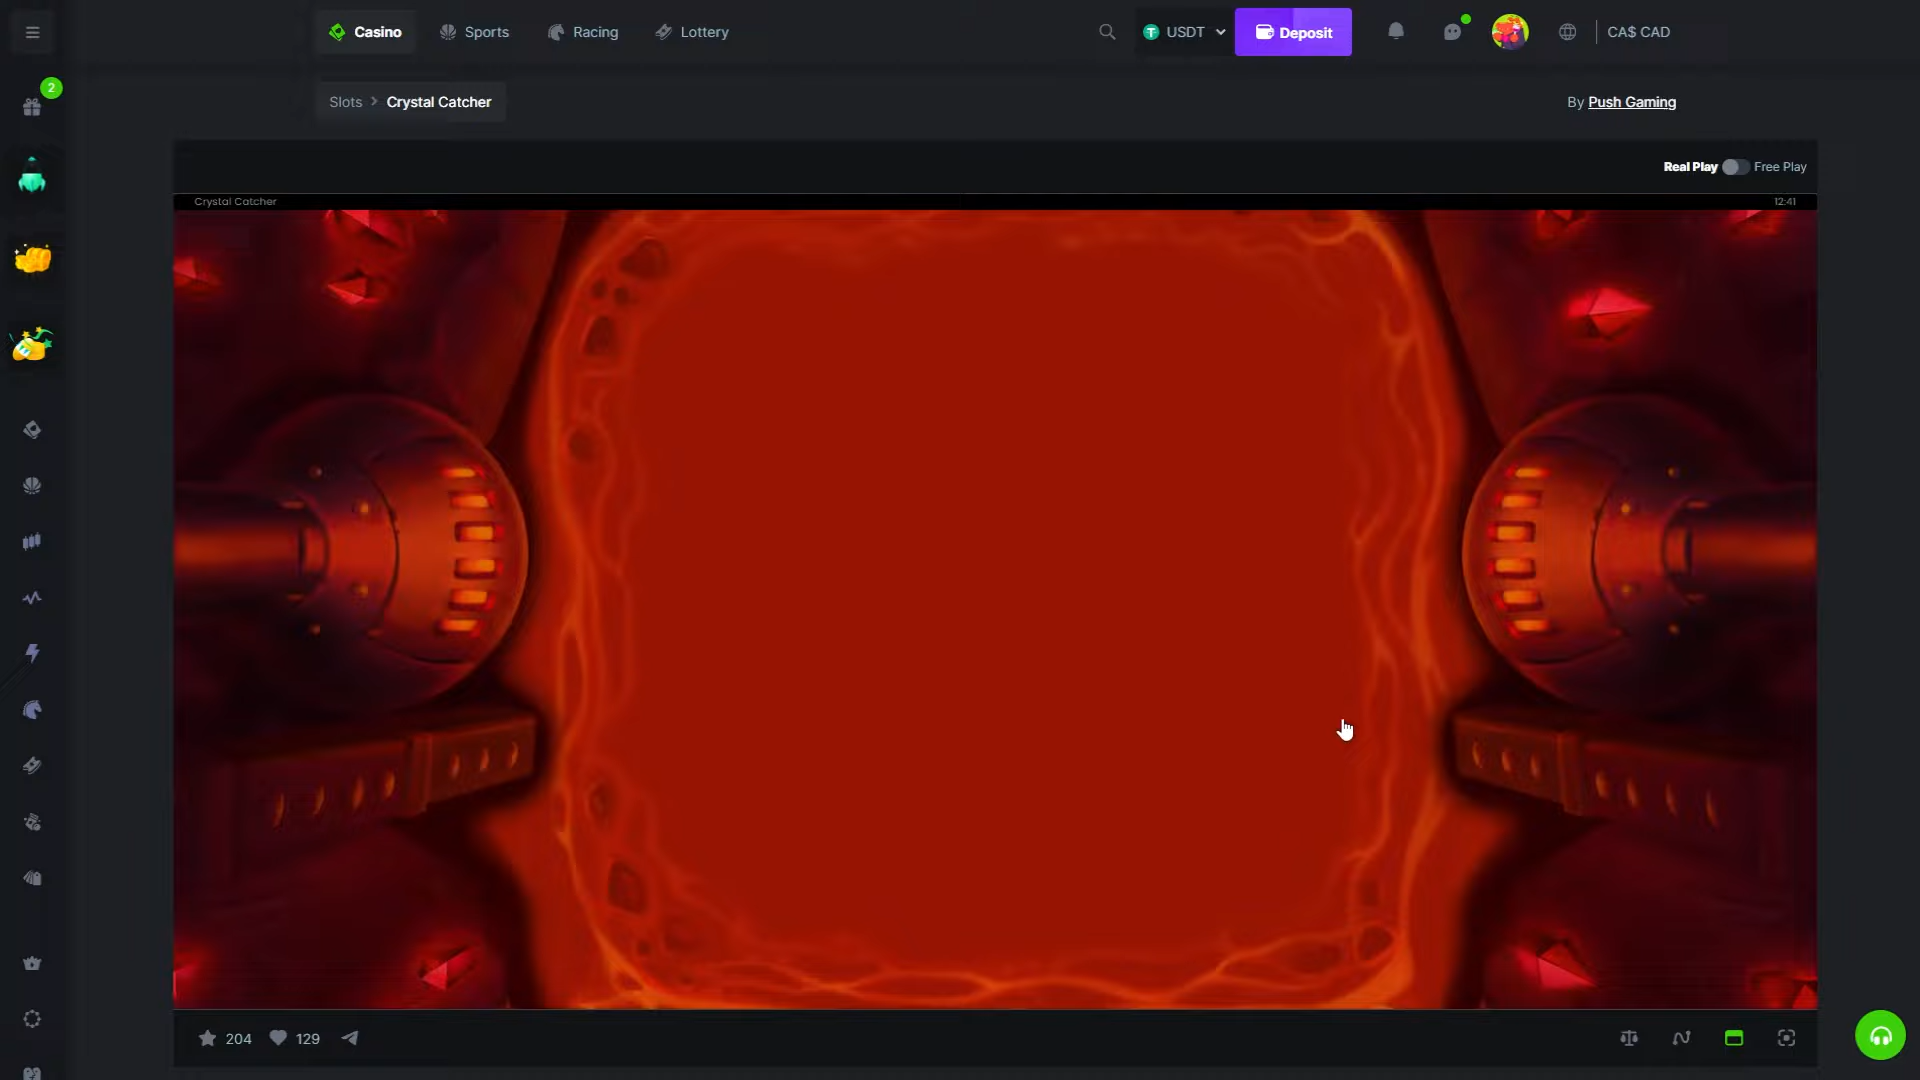 Casino
Sports
Racing
Lottery
USDT
Deposit
CA$ CAD
2
Slots > Crystal Catcher
By Push Gaming
Real Play
Free Play
Crystal Catcher
12:41
204
129